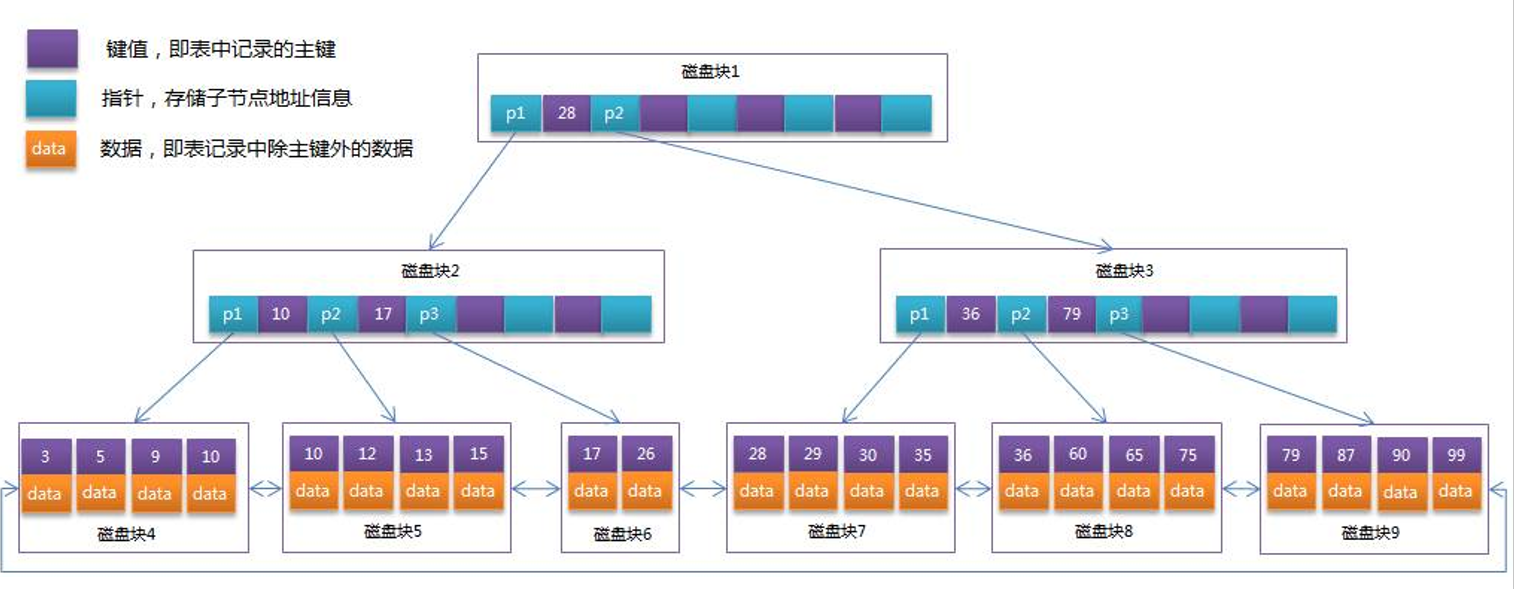 键值，即表中记录的主键
指针，存储子节点地址信息
data 数据，即表记录中除主键外的数据
磁盘块1
p1 28 p2
磁盘块2
p1 10 p2 17 p3
磁盘块3
p1 36 p2 79 p3
3 5 9 10
data data data data
磁盘块4
10 12 13 15
data data data data
磁盘块5
17 26
data data
磁盘块6
28 29 30 35
data data data data
磁盘块7
36 60 65 75
data data data data
磁盘块8
79 87 90 99
data data data data
磁盘块9